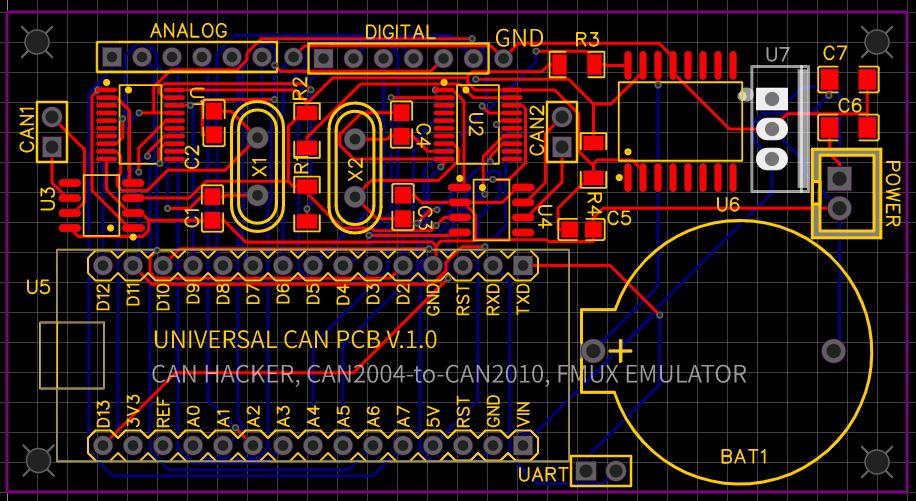 ANALOG
DIGITAL
GND
R3
U7
C7
CAN1
U1
R2
U2
CAN2
C6
C2
X1
R1
X2
C4
U3
C1
C3
U4
R4
C5
U6
POWER
U5
D12 D11 D10 D9 D8 D7 D6 D5 D4 D3 D2 GND RST RXD TXD
UNIVERSAL CAN PCB V.1.0
CAN HACKER, CAN2004-to-CAN2010, FMUX EMULATOR
D13 3V3 REF A0 A1 A2 A3 A4 A5 A6 A7 5V RST GND VIN
+
BAT1
UART